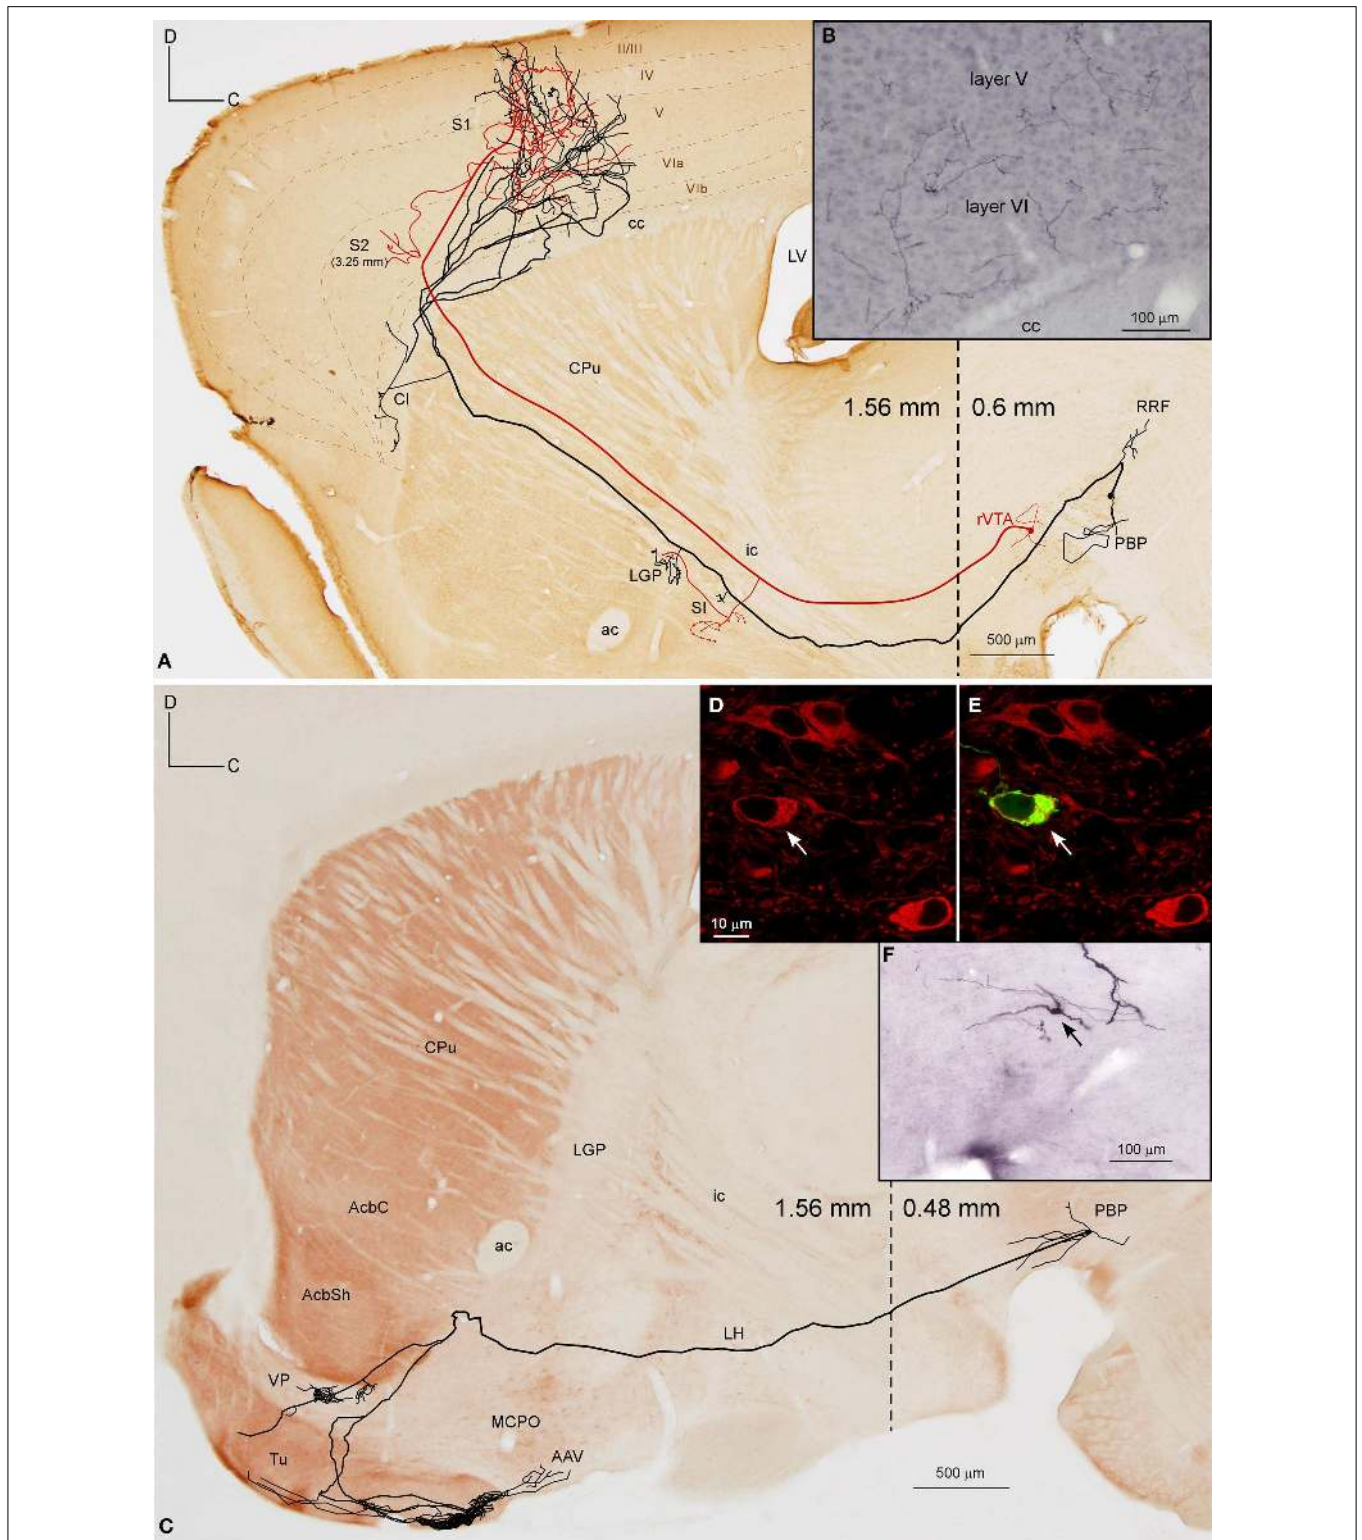 D
C
I
II/III
IV
V
VIa
VIb
S1
S2
(3.25 mm)
cc
LV
CPu
Cl
1.56 mm
0.6 mm
RRF
rVTA
PBP
ic
LGP
SI
ac
500 µm
A
B
layer V
layer VI
cc
100 µm
D
C
D
10 µm
E
F
100 µm
CPu
LGP
ic
AcbC
ac
AcbSh
1.56 mm
0.48 mm
PBP
LH
VP
MCPO
Tu
AAV
500 µm
C